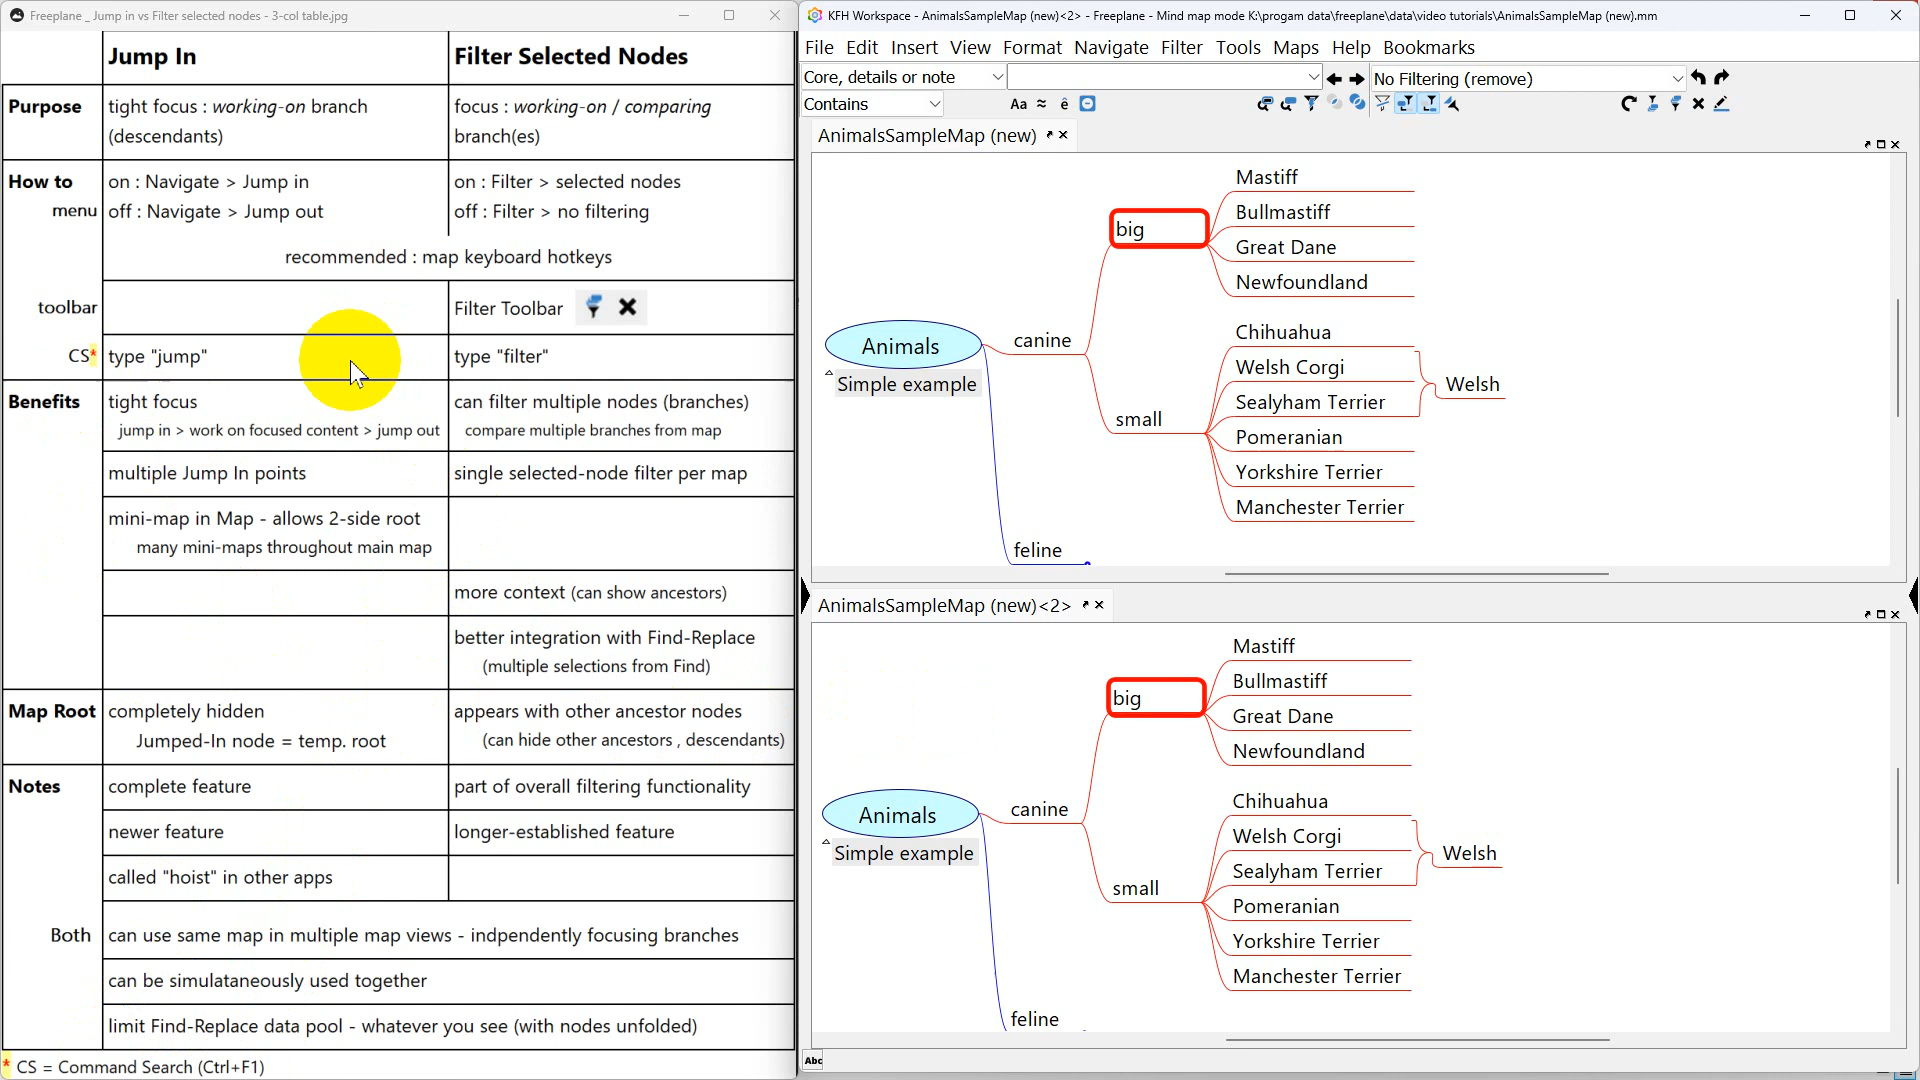 Freeplane _ Jump in vs Filter selected nodes - 3-col table.jpg
Jump In
Filter Selected Nodes
Purpose
tight focus : working-on branch
(descendants)
focus : working-on / comparing
branch(es)
How to
menu
on : Navigate > Jump in
off : Navigate > Jump out
on : Filter > selected nodes
off : Filter > no filtering
recommended : map keyboard hotkeys
toolbar
Filter Toolbar
CS*
type "jump"
type "filter"
Benefits
tight focus
jump in > work on focused content > jump out
can filter multiple nodes (branches)
compare multiple branches from map
multiple Jump In points
single selected-node filter per map
mini-map in Map - allows 2-side root
many mini-maps throughout main map
more context (can show ancestors)
better integration with Find-Replace
(multiple selections from Find)
Map Root
completely hidden
Jumped-In node = temp. root
appears with other ancestor nodes
(can hide other ancestors , descendants)
Notes
complete feature
part of overall filtering functionality
newer feature
longer-established feature
called "hoist" in other apps
Both
can use same map in multiple map views - indpendently focusing branches
can be simulataneously used together
limit Find-Replace data pool - whatever you see (with nodes unfolded)
* CS = Command Search (Ctrl+F1)
KFH Workspace - AnimalsSampleMap (new)<2> - Freeplane - Mind map mode K:\progam data\freeplane\data\video tutorials\AnimalsSampleMap (new).mm
File Edit Insert View Format Navigate Filter Tools Maps Help Bookmarks
Core, details or note
No Filtering (remove)
Contains
Aa ≈ ê
AnimalsSampleMap (new)
Mastiff
big
Bullmastiff
Great Dane
Newfoundland
Chihuahua
canine
Animals
Welsh Corgi
Simple example
Welsh
Sealyham Terrier
small
Pomeranian
Yorkshire Terrier
Manchester Terrier
feline
AnimalsSampleMap (new)<2>
Mastiff
Bullmastiff
big
Great Dane
Newfoundland
Chihuahua
canine
Animals
Welsh Corgi
Simple example
Welsh
Sealyham Terrier
small
Pomeranian
Yorkshire Terrier
Manchester Terrier
feline
Abc